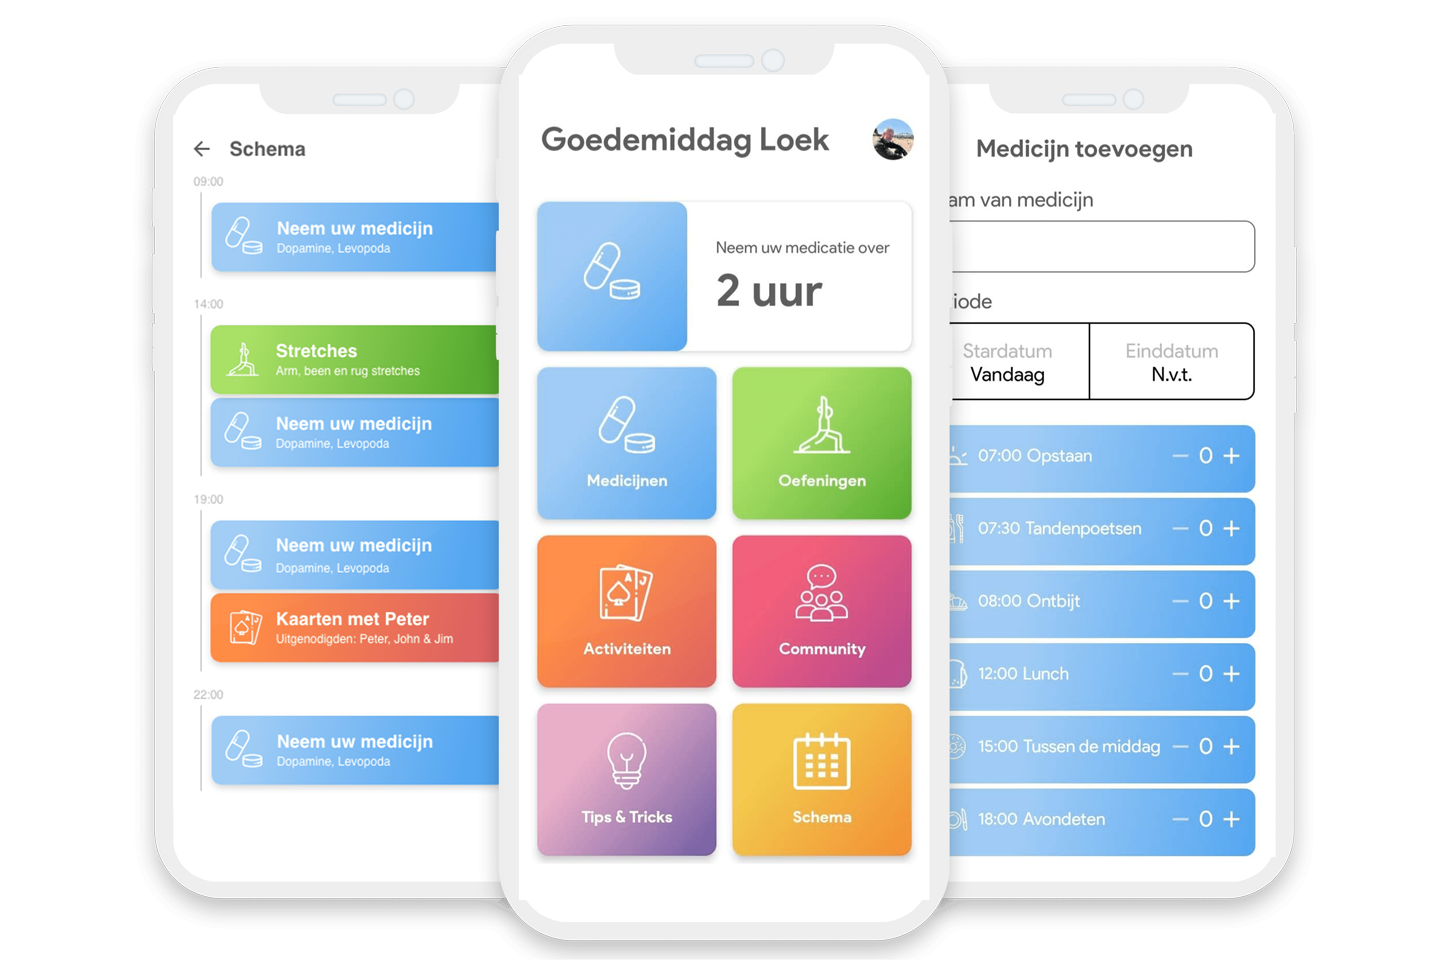 Schema
09:00
Neem uw medicijn
Dopamine, Levopoda
14:00
Stretches
Arm, been en rug stretches
Neem uw medicijn
Dopamine, Levopoda
19:00
Neem uw medicijn
Dopamine, Levopoda
Kaarten met Peter
Uitgenodigden: Peter, John & Jim
22:00
Neem uw medicijn
Dopamine, Levopoda
Goedemiddag Loek
Neem uw medicatie over
2 uur
Medicijnen
Oefeningen
A J
Activiteiten
Community
Tips & Tricks
Schema
Medicijn toevoegen
am van medicijn
iode
Stardatum
Vandaag
Einddatum
N.v.t.
07:00 Opstaan – 0 +
07:30 Tandenpoetsen – 0 +
08:00 Ontbijt – 0 +
12:00 Lunch – 0 +
15:00 Tussen de middag – 0 +
18:00 Avondeten – 0 +